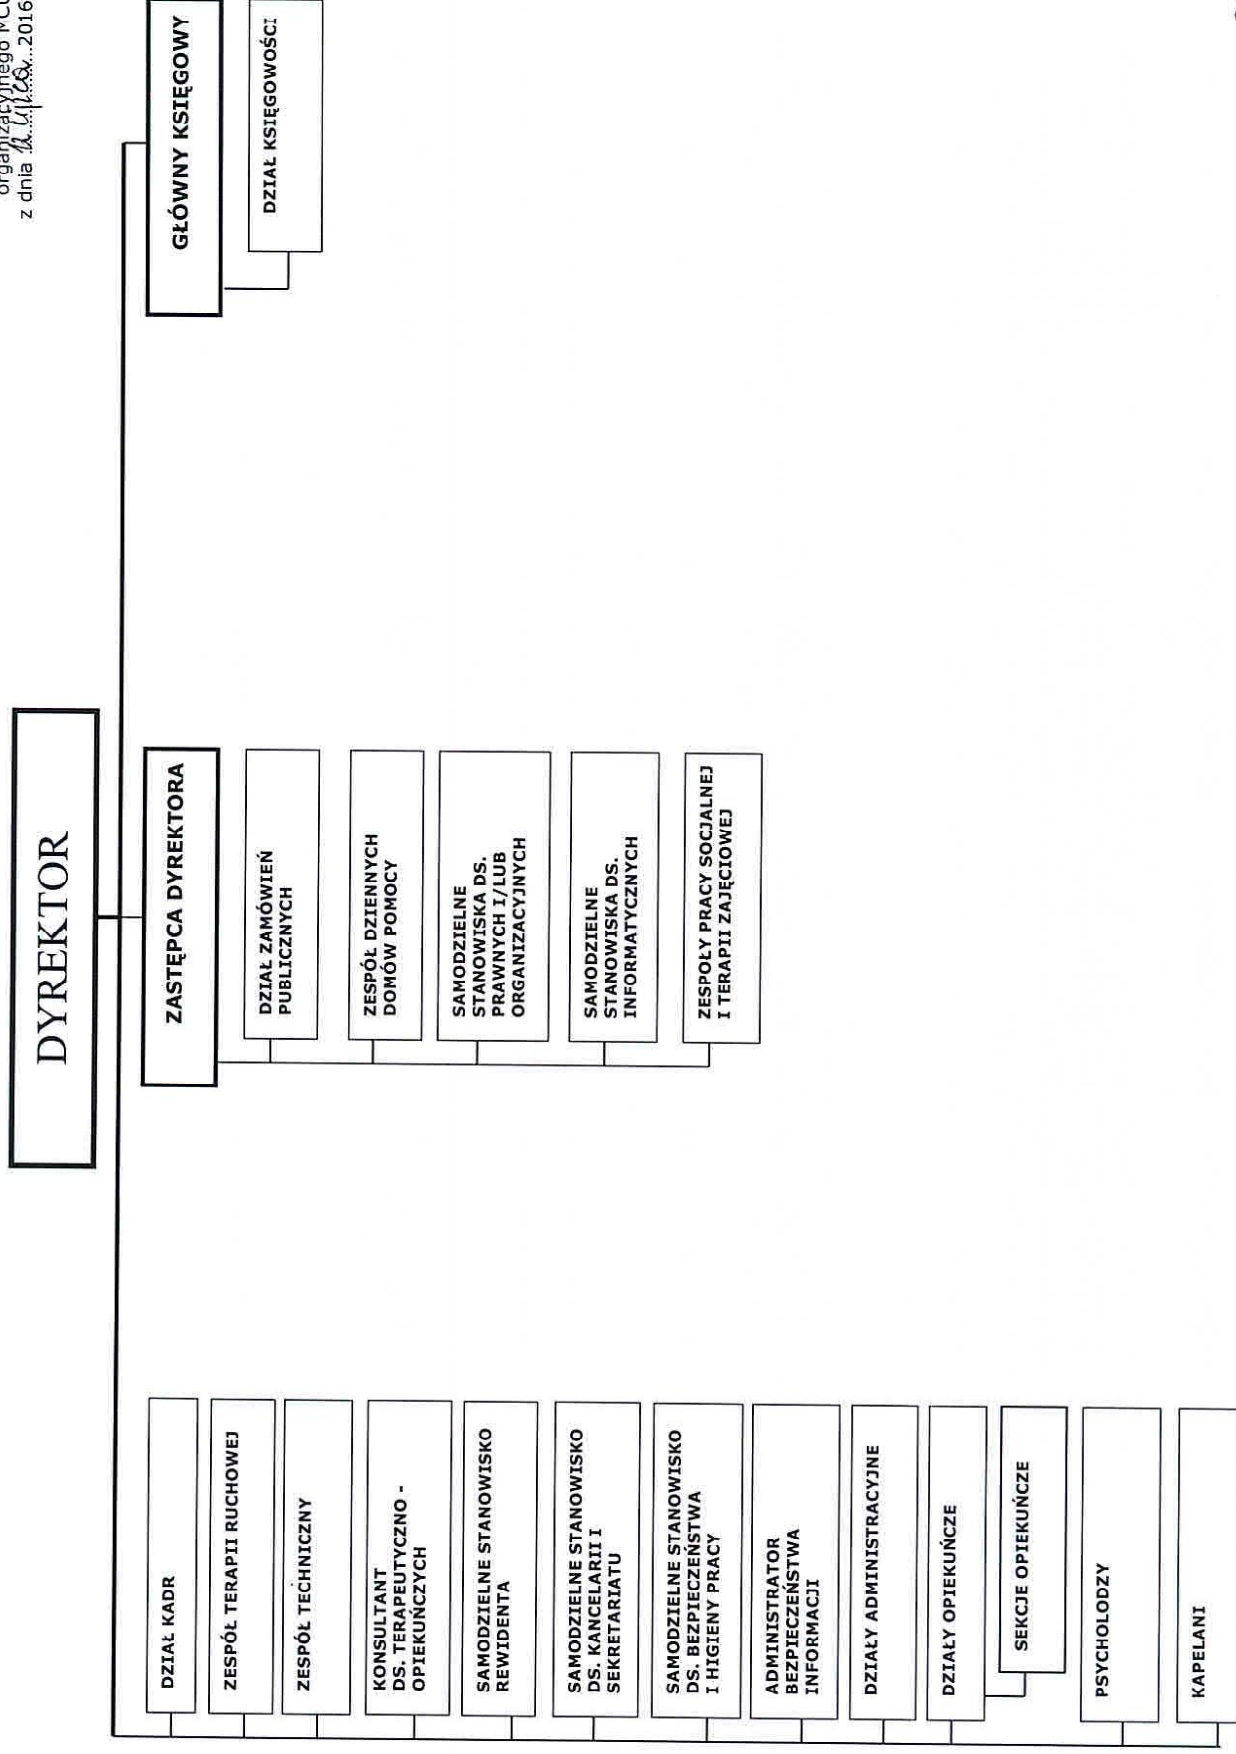 organizacyjnego
z dnia 2016
DYREKTOR
ZASTĘPCA DYREKTORA
GŁÓWNY KSIĘGOWY
DZIAŁ KADR
ZESPÓŁ TERAPII RUCHOWEJ
ZESPÓŁ TECHNICZNY
KONSULTANT
DS. TERAPEUTYCZNO -
OPIEKUŃCZYCH
SAMODZIELNE STANOWISKO
REWIDENTA
SAMODZIELNE STANOWISKO
DS. KANCELARII I
SEKRETARIATU
SAMODZIELNE STANOWISKO
DS. BEZPIECZEŃSTWA
I HIGIENY PRACY
ADMINISTRATOR
BEZPIECZEŃSTWA
INFORMACJI
DZIAŁY ADMINISTRACYJNE
DZIAŁY OPIEKUŃCZE
SEKCJE OPIEKUŃCZE
PSYCHOLODZY
KAPELANI
DZIAŁ ZAMÓWIEŃ
PUBLICZNYCH
ZESPÓŁ DZIENNYCH
DOMÓW POMOCY
SAMODZIELNE
STANOWISKA DS.
PRAWNYCH I/LUB
ORGANIZACYJNYCH
SAMODZIELNE
STANOWISKA DS.
INFORMATYCZNYCH
ZESPOŁY PRACY SOCJALNEJ
I TERAPII ZAJĘCIOWEJ
DZIAŁ KSIĘGOWOŚCI